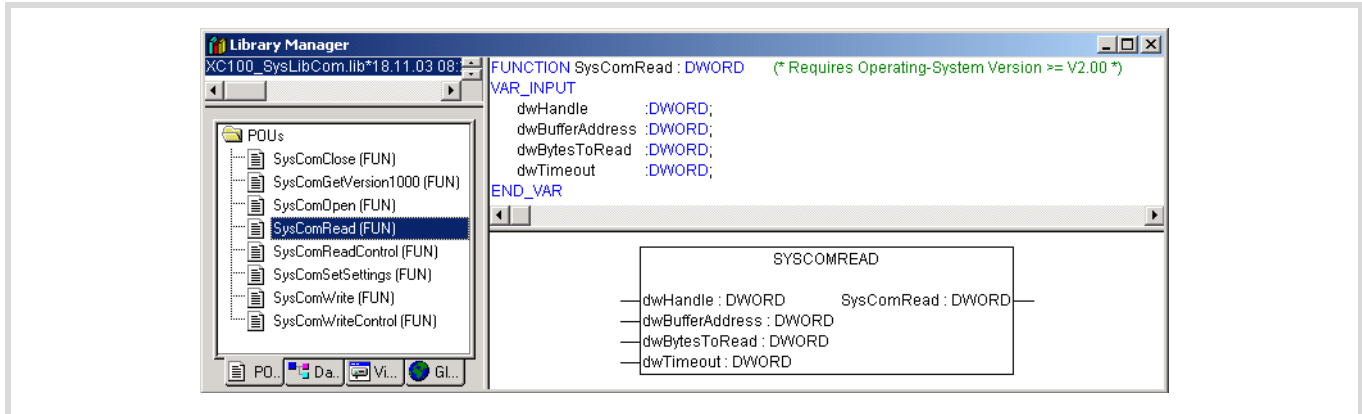 Library Manager
XC100_SysLibCom.lib*18.11.03 08:
POUs
SysComClose (FUN)
SysComGetVersion1000 (FUN)
SysComOpen (FUN)
SysComRead (FUN)
SysComReadControl (FUN)
SysComSetSettings (FUN)
SysComWrite (FUN)
SysComWriteControl (FUN)
PO..
Da..
Vi...
Gl...
FUNCTION SysComRead : DWORD (* Requires Operating-System Version >= V2.00 *)
VAR_INPUT
dwHandle :DWORD;
dwBufferAddress :DWORD;
dwBytesToRead :DWORD;
dwTimeout :DWORD;
END_VAR
SYSCOMREAD
dwHandle : DWORD SysComRead : DWORD
dwBufferAddress : DWORD
dwBytesToRead : DWORD
dwTimeout : DWORD